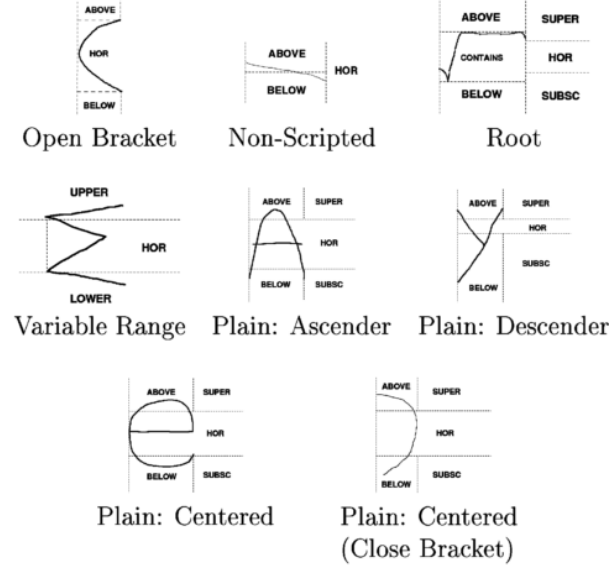 ABOVE
HOR
BELOW
Open Bracket
ABOVE
HOR
BELOW
Non-Scripted
ABOVE SUPER
CONTAINS HOR
BELOW SUBSC
Root
UPPER
HOR
LOWER
Variable Range
ABOVE SUPER
HOR
BELOW SUBSC
Plain: Ascender
ABOVE SUPER
HOR
SUBSC
BELOW
Plain: Descender
ABOVE SUPER
HOR
BELOW SUBSC
Plain: Centered
ABOVE SUPER
HOR
SUBSC
BELOW
Plain: Centered
(Close Bracket)